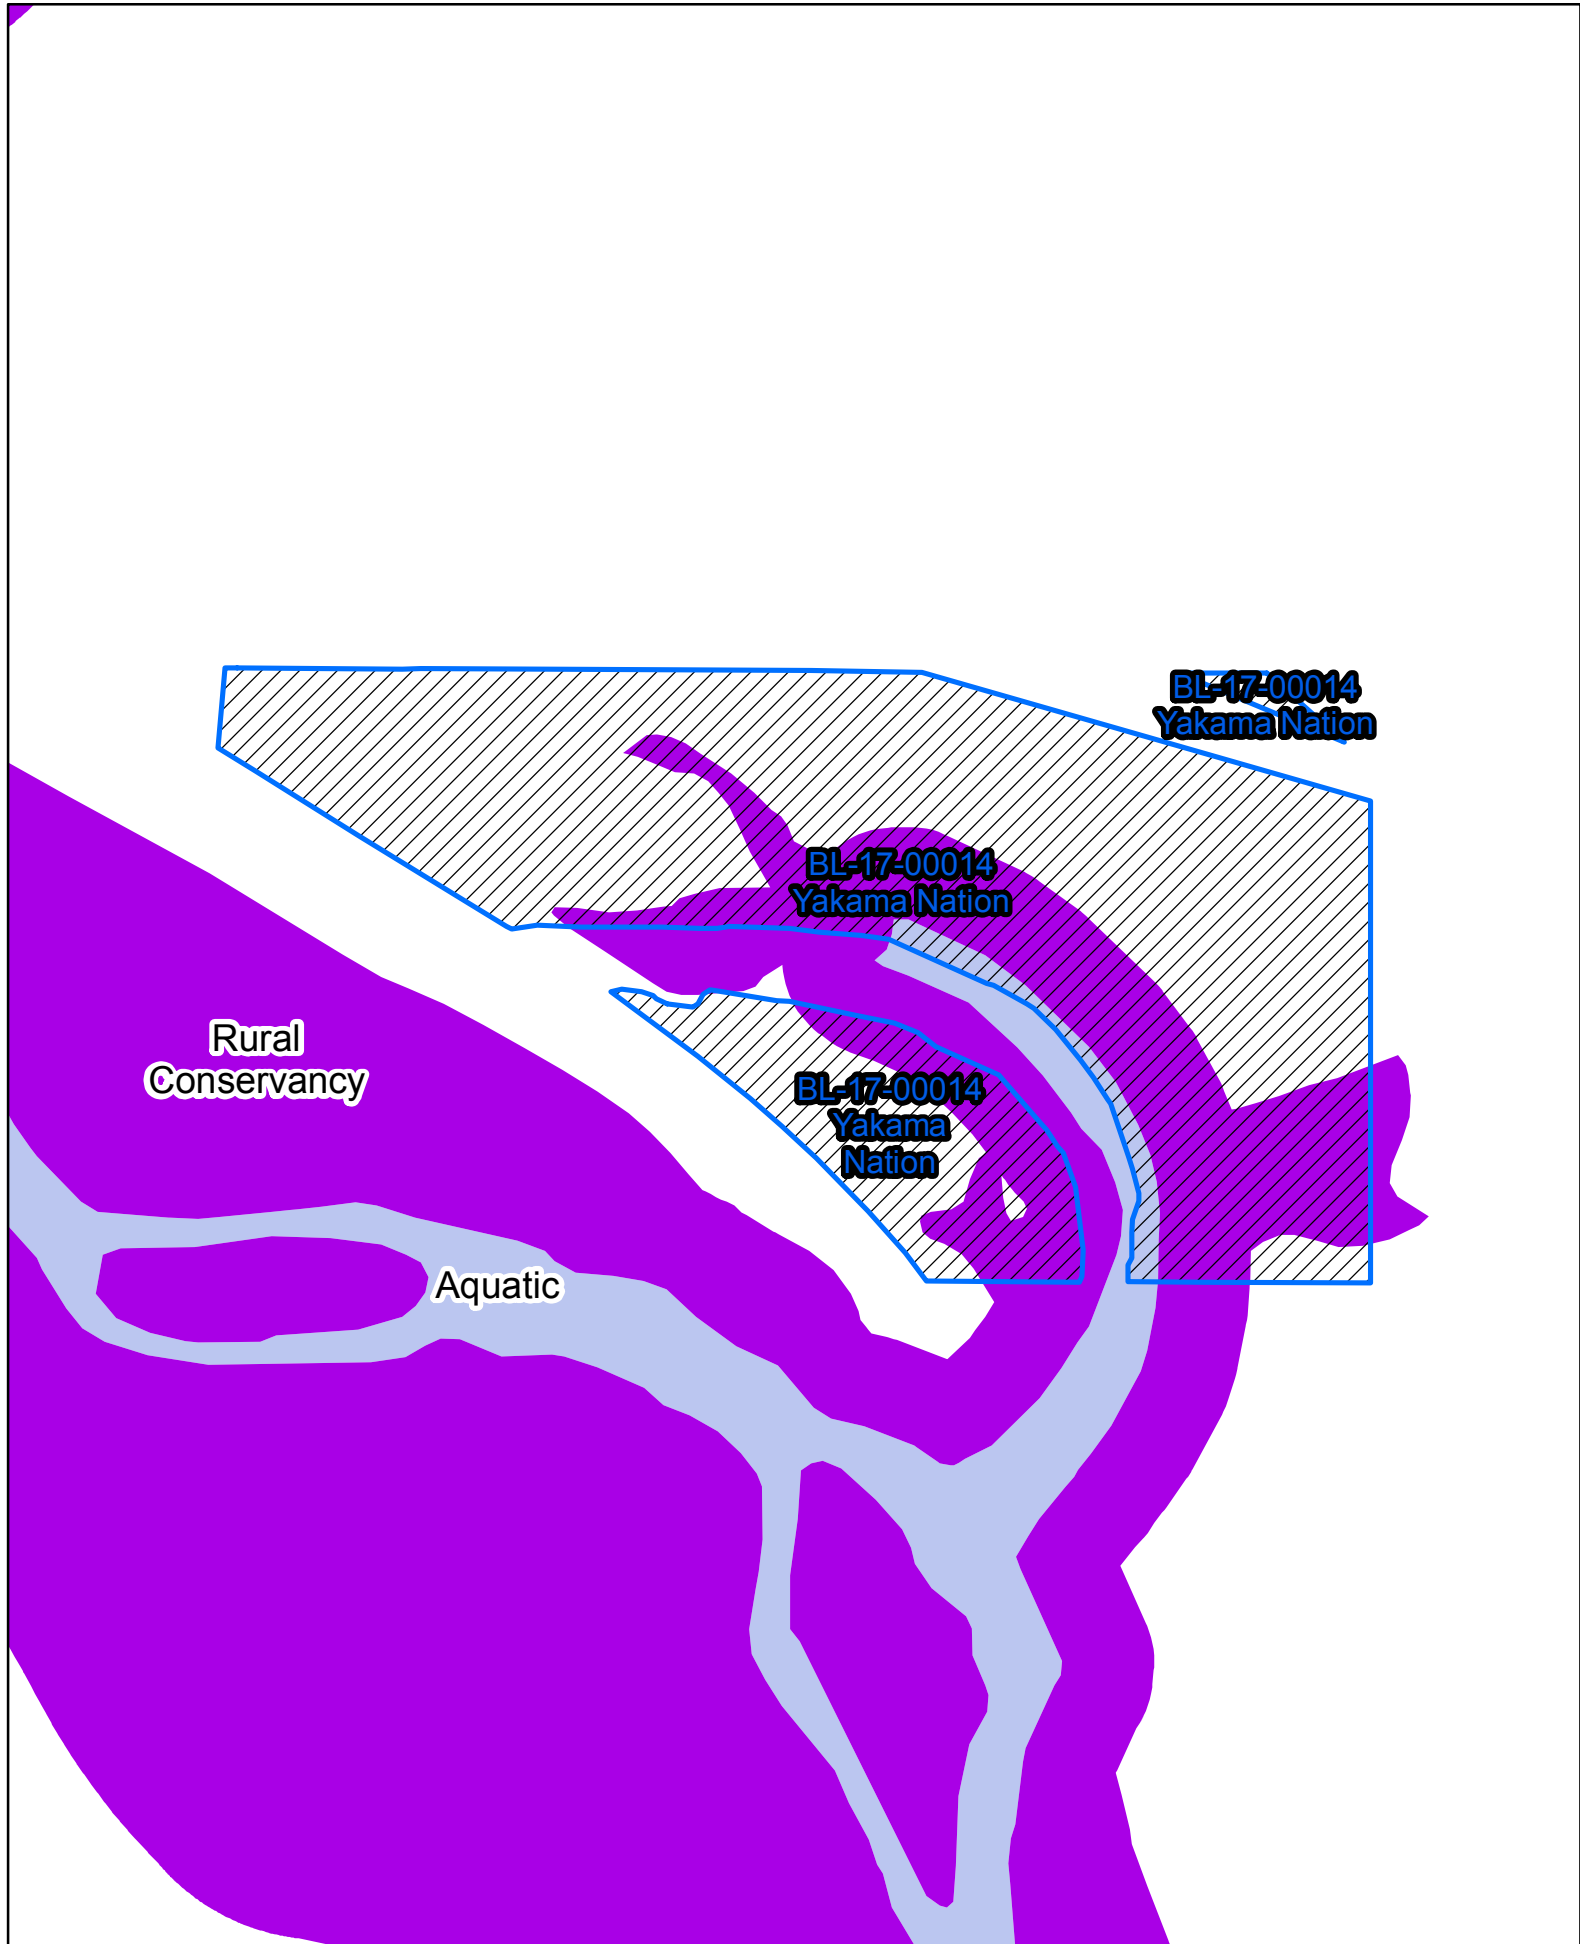 BL-17-00014
Yakama Nation
BL-17-00014
Yakama Nation
Rural
Conservancy
BL-17-00014
Yakama
Nation
Aquatic